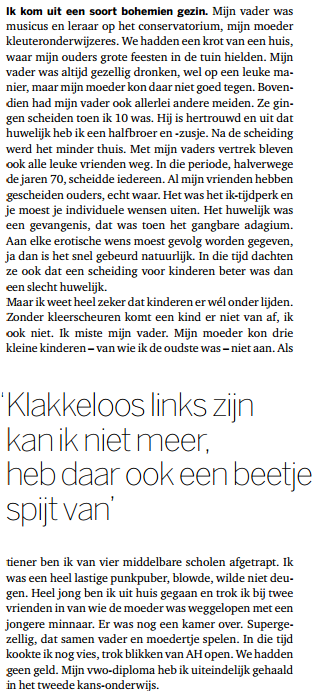 Ik kom uit een soort bohemien gezin. Mijn vader was
musicus en leraar op het conservatorium, mijn moeder
kleuteronderwijzeres. We hadden een krot van een huis,
waar mijn ouders grote feesten in de tuin hielden. Mijn
vader was altijd gezellig dronken, wel op een leuke ma-
nier, maar mijn moeder kon daar niet goed tegen. Boven-
dien had mijn vader ook allerlei andere meiden. Ze gin-
gen scheiden toen ik 10 was. Hij is hertrouwd en uit dat
huwelijk heb ik een halfbroer en -zusje. Na de scheiding
werd het minder thuis. Met mijn vaders vertrek bleven
ook alle leuke vrienden weg. In die periode, halverwege
de jaren 70, scheidde iedereen. Al mijn vrienden hebben
gescheiden ouders, echt waar. Het was het ik-tijdperk en
je moest je individuele wensen uiten. Het huwelijk was
een gevangenis, dat was toen het gangbare adagium.
Aan elke erotische wens moest gevolg worden gegeven,
ja dan is het snel gebeurd natuurlijk. In die tijd dachten
ze ook dat een scheiding voor kinderen beter was dan
een slecht huwelijk.
Maar ik weet heel zeker dat kinderen er wél onder lijden.
Zonder kleerscheuren komt een kind er niet van af, ik
ook niet. Ik miste mijn vader. Mijn moeder kon drie
kleine kinderen – van wie ik de oudste was – niet aan. Als
'Klakkeloos links zijn
kan ik niet meer,
heb daar ook een beetje
spijt van'
tiener ben ik van vier middelbare scholen afgetrapt. Ik
was een heel lastige punkpuber, blowde, wilde niet deu-
gen. Heel jong ben ik uit huis gegaan en trok ik bij twee
vrienden in van wie de moeder was weggelopen met een
jongere minnaar. Er was nog een kamer over. Superge-
zellig, dat samen vader en moedertje spelen. In die tijd
kookte ik nog vies, trok blikken van AH open. We hadden
geen geld. Mijn vwo-diploma heb ik uiteindelijk gehaald
in het tweede kans-onderwijs.